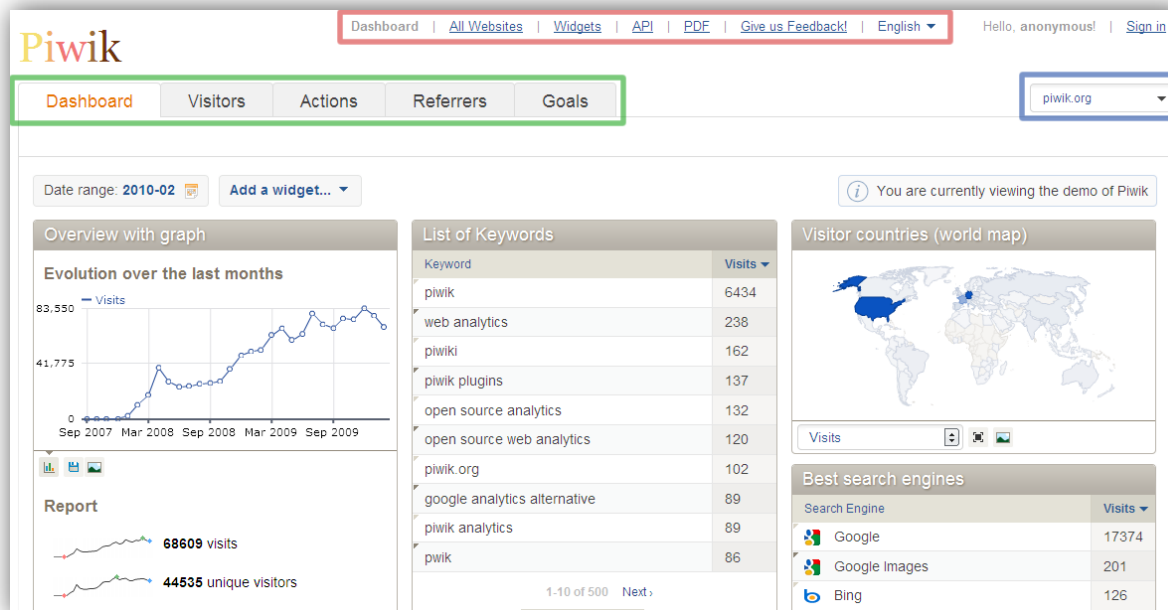 Dashboard | All Websites | Widgets | API | PDF | Give us Feedback! | English
Hello, anonymous! | Sign in
Piwik
Dashboard Visitors Actions Referrers Goals
piwik.org
Date range: 2010-02
Add a widget...
You are currently viewing the demo of Piwik
Overview with graph
Evolution over the last months
Visits
83,550
41,775
0
Sep 2007 Mar 2008 Sep 2008 Mar 2009 Sep 2009
Report
68609 visits
44535 unique visitors
List of Keywords
Keyword Visits
piwik 6434
web analytics 238
piwiki 162
piwik plugins 137
open source analytics 132
open source web analytics 120
piwik.org 102
google analytics alternative 89
piwik analytics 89
pwik 86
1-10 of 500 Next ›
Visitor countries (world map)
Visits
Best search engines
Search Engine Visits
Google 17374
Google Images 201
Bing 126